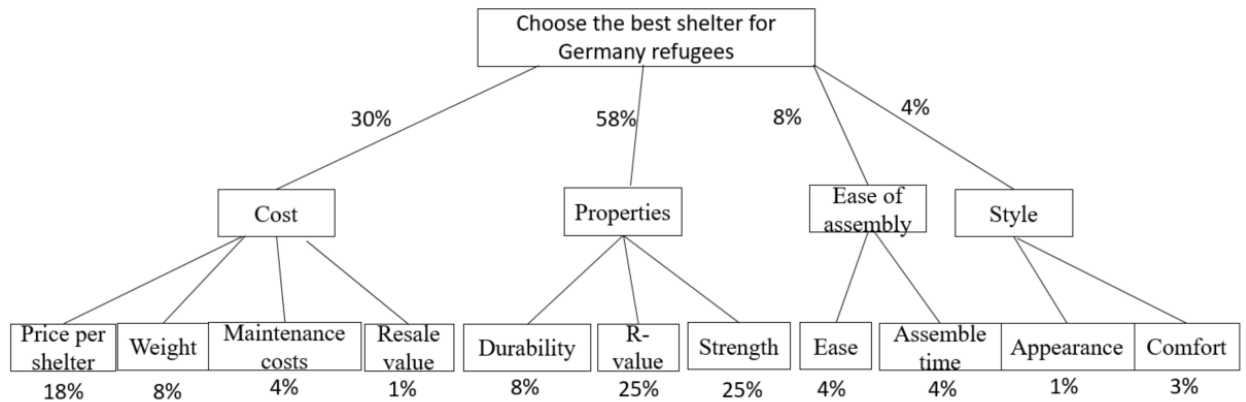 Choose the best shelter for
Germany refugees
30%
58%
8%
4%
Cost
Properties
Ease of
assembly
Style
Price per
shelter
Weight
Maintenance
costs
Resale
value
Durability
R-
value
Strength
Ease
Assemble
time
Appearance
Comfort
18%
8%
4%
1%
8%
25%
25%
4%
4%
1%
3%